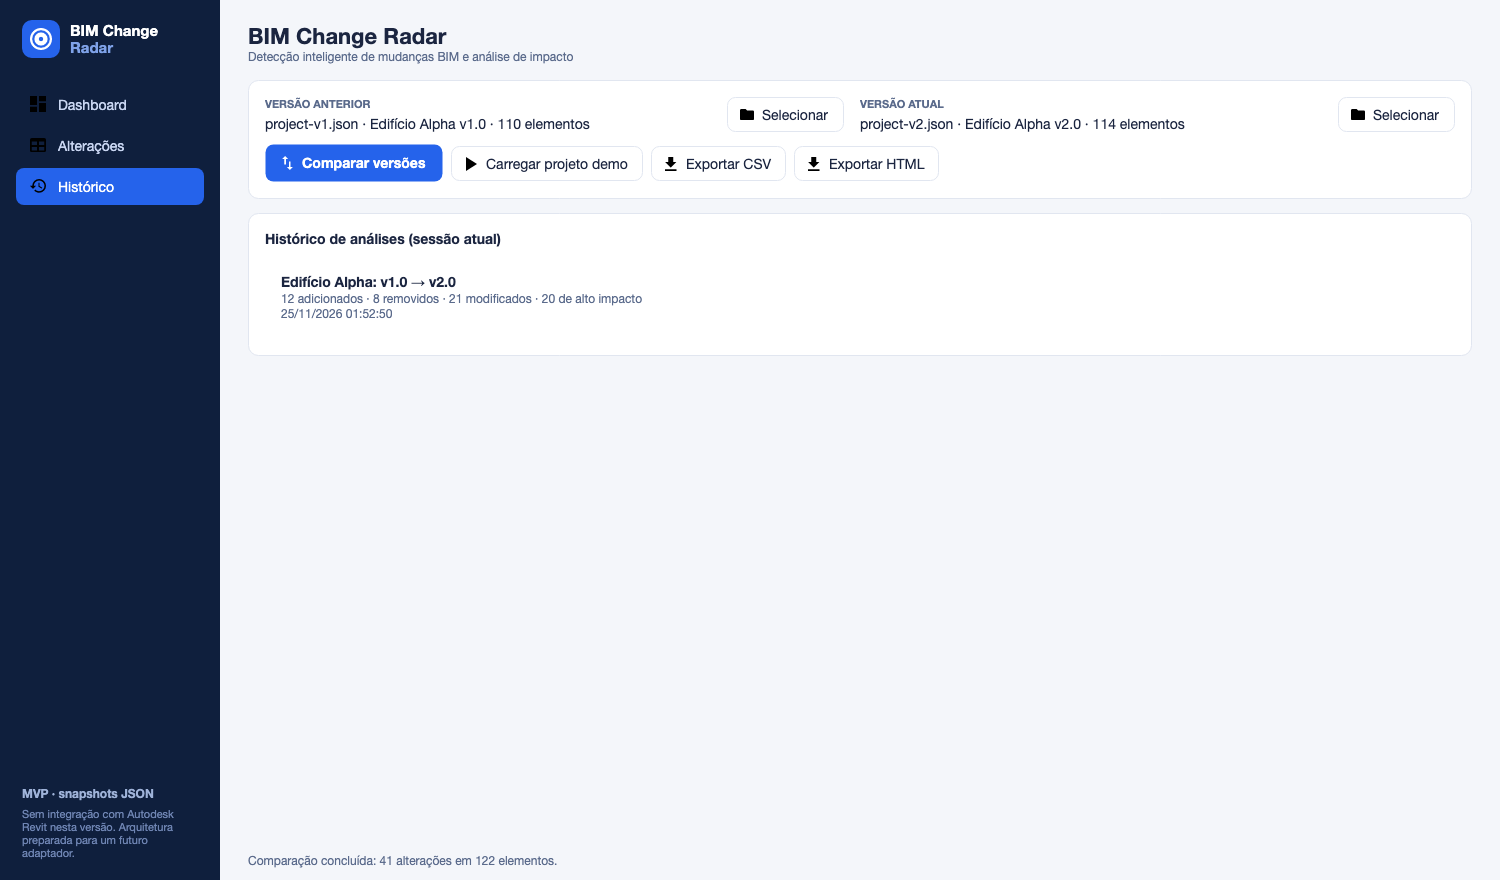 BIM Change
Radar
Dashboard
Alterações
Histórico
MVP · snapshots JSON
Sem integração com Autodesk
Revit nesta versão. Arquitetura
preparada para um futuro
adaptador.
BIM Change Radar
Detecção inteligente de mudanças BIM e análise de impacto
VERSÃO ANTERIOR
project-v1.json · Edifício Alpha v1.0 · 110 elementos
Selecionar
VERSÃO ATUAL
project-v2.json · Edifício Alpha v2.0 · 114 elementos
Selecionar
Comparar versões
Carregar projeto demo
Exportar CSV
Exportar HTML
Histórico de análises (sessão atual)
Edifício Alpha: v1.0 → v2.0
12 adicionados · 8 removidos · 21 modificados · 20 de alto impacto
25/11/2026 01:52:50
Comparação concluída: 41 alterações em 122 elementos.